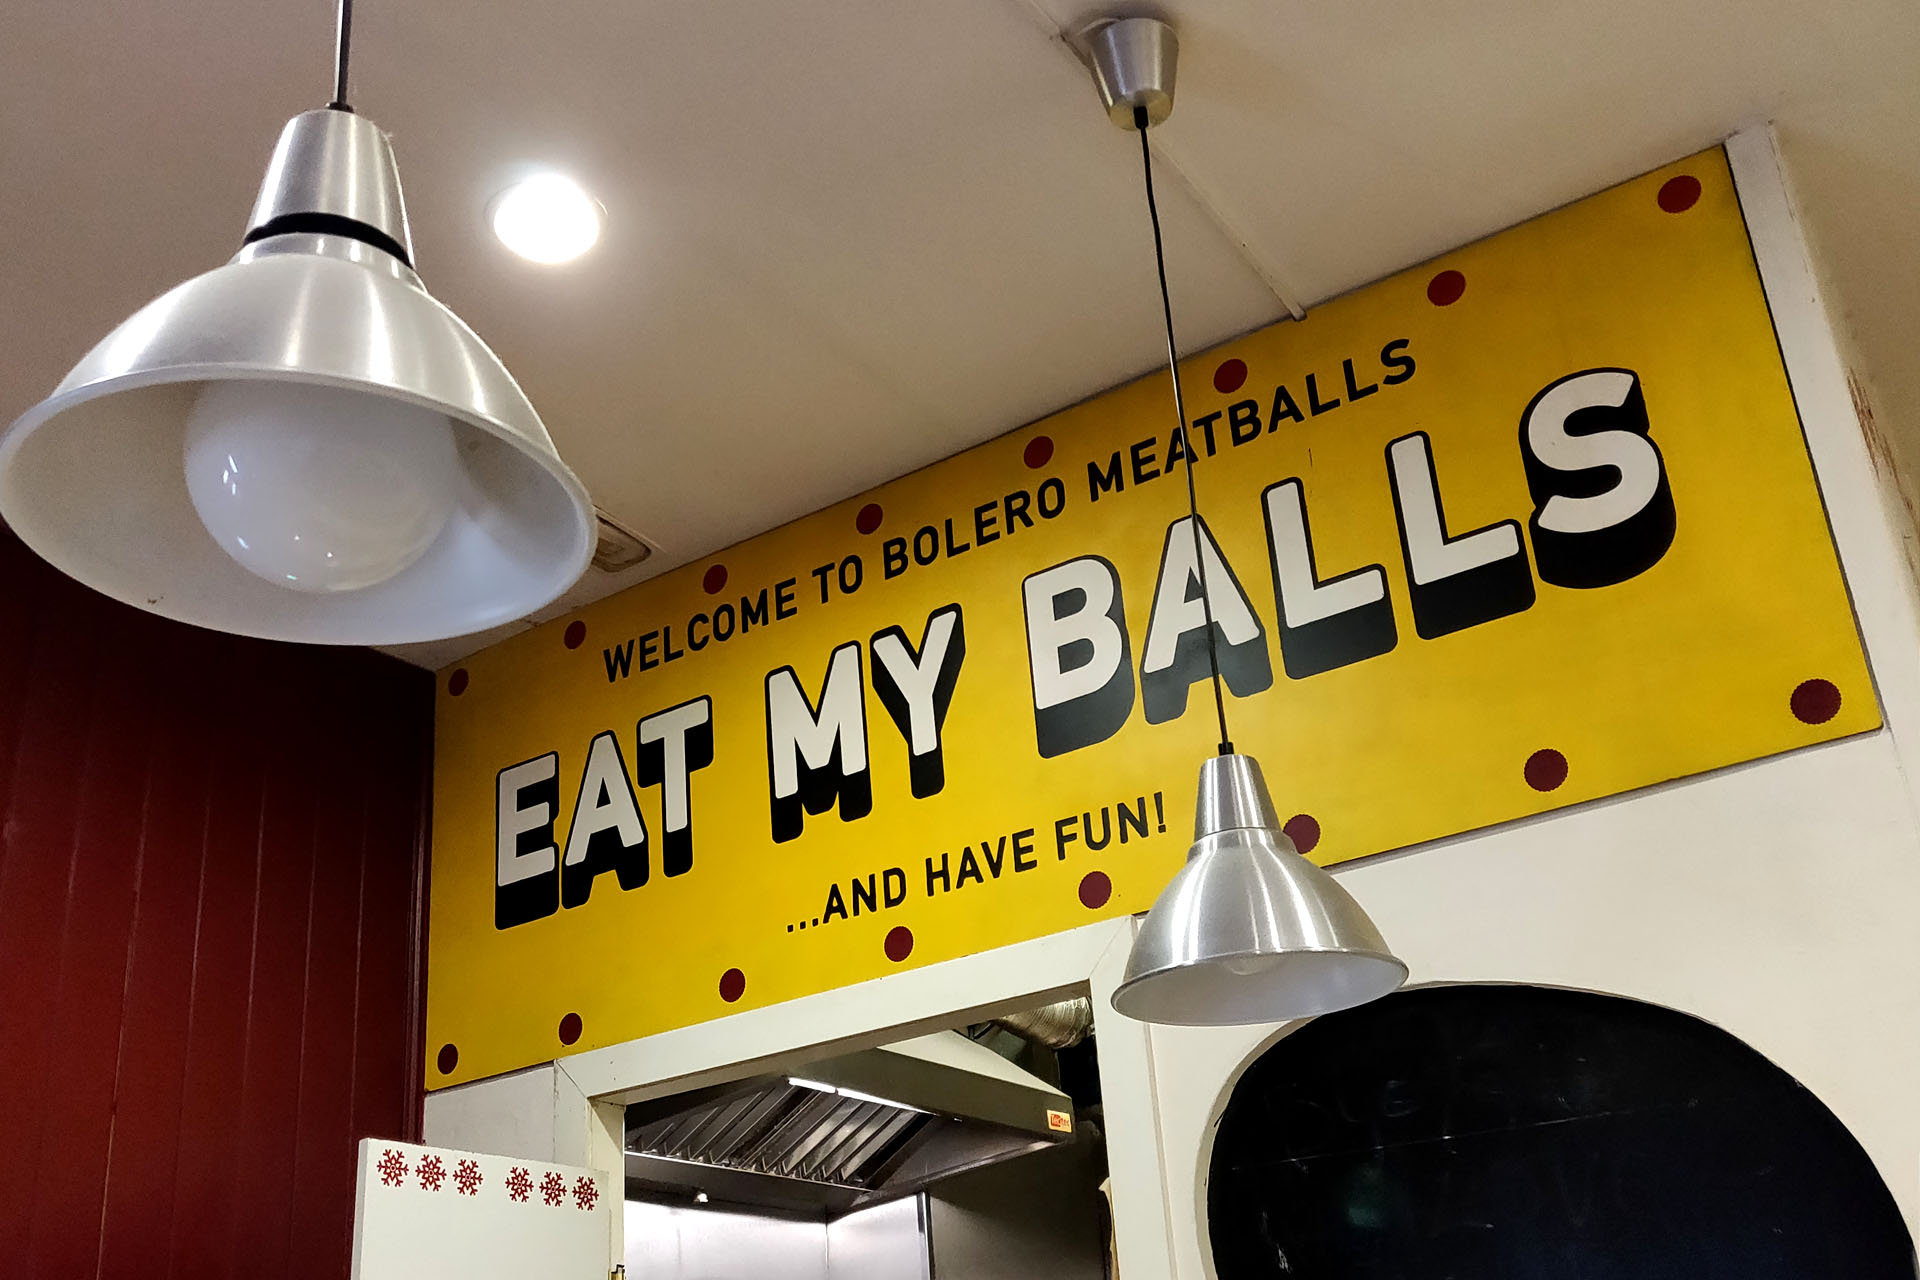 WELCOME TO BOLERO MEATBALLS
EAT MY BALLS
...AND HAVE FUN!